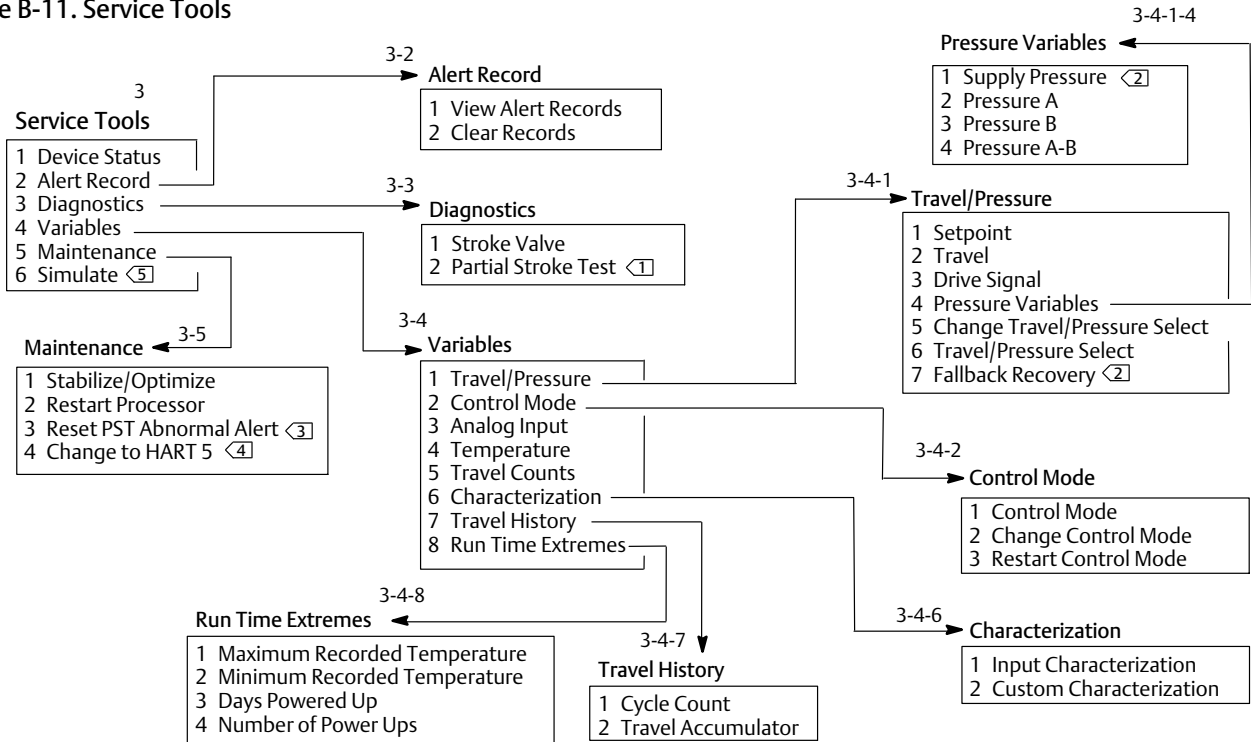 e B-11. Service Tools
3
Service Tools
1 Device Status
2 Alert Record
3 Diagnostics
4 Variables
5 Maintenance
6 Simulate 5
3-2
Alert Record
1 View Alert Records
2 Clear Records
3-3
Diagnostics
1 Stroke Valve
2 Partial Stroke Test 1
3-5
Maintenance
1 Stabilize/Optimize
2 Restart Processor
3 Reset PST Abnormal Alert 3
4 Change to HART 5 4
3-4
Variables
1 Travel/Pressure
2 Control Mode
3 Analog Input
4 Temperature
5 Travel Counts
6 Characterization
7 Travel History
8 Run Time Extremes
3-4-1-4
Pressure Variables
1 Supply Pressure 2
2 Pressure A
3 Pressure B
4 Pressure A-B
3-4-1
Travel/Pressure
1 Setpoint
2 Travel
3 Drive Signal
4 Pressure Variables
5 Change Travel/Pressure Select
6 Travel/Pressure Select
7 Fallback Recovery 2
3-4-2
Control Mode
1 Control Mode
2 Change Control Mode
3 Restart Control Mode
3-4-6
Characterization
1 Input Characterization
2 Custom Characterization
3-4-8
Run Time Extremes
1 Maximum Recorded Temperature
2 Minimum Recorded Temperature
3 Days Powered Up
4 Number of Power Ups
3-4-7
Travel History
1 Cycle Count
2 Travel Accumulator